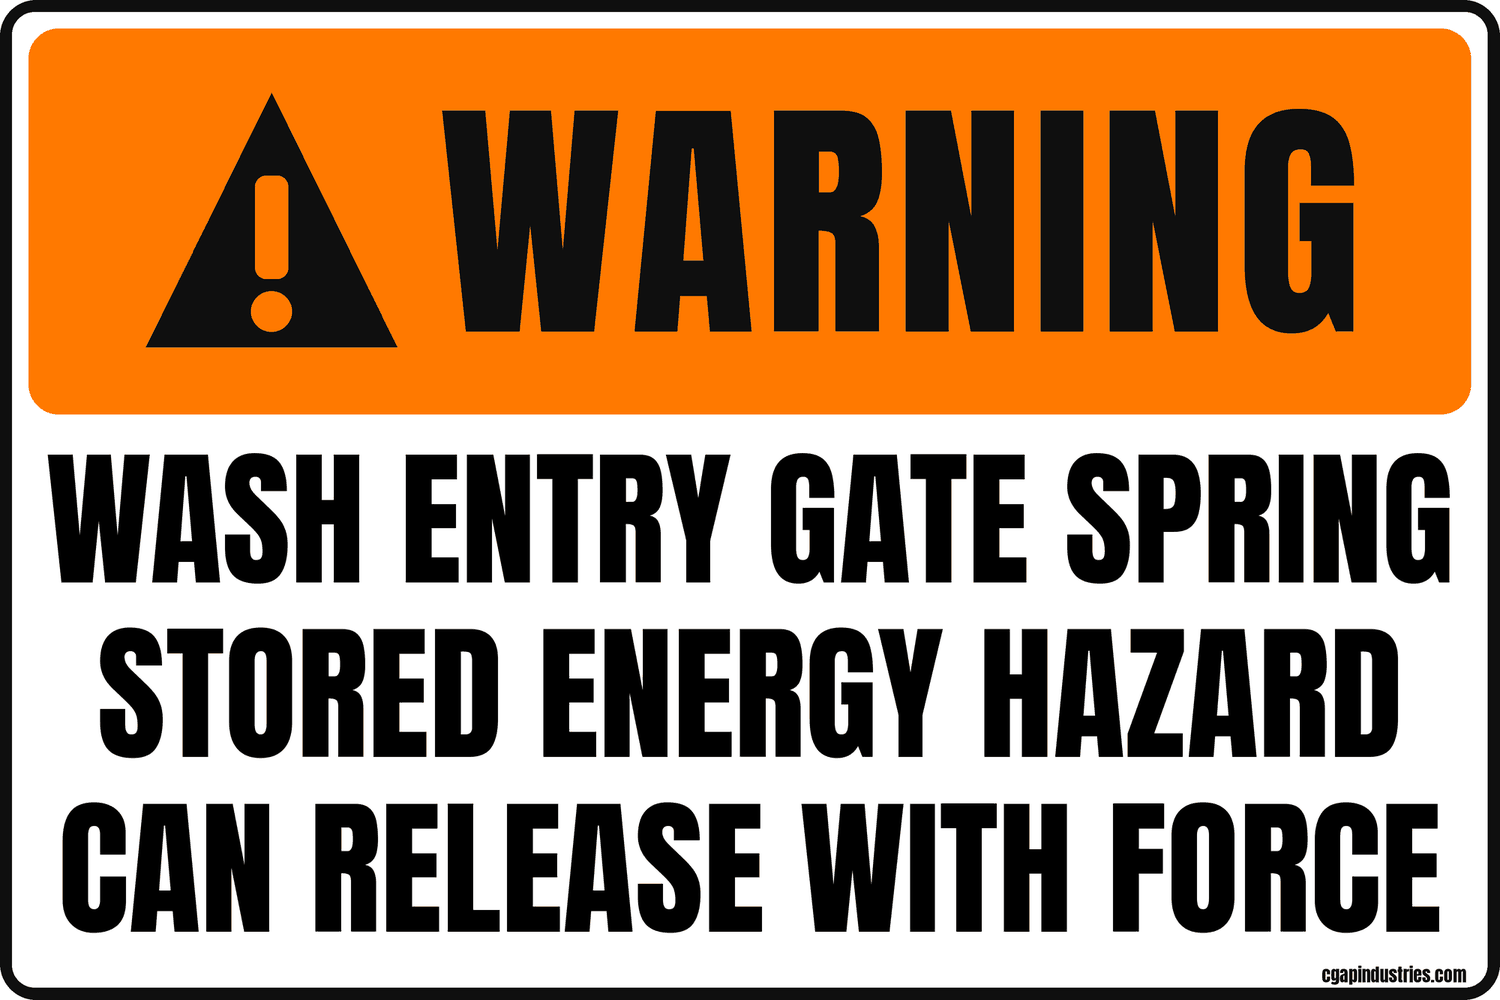 WARNING
WASH ENTRY GATE SPRING
STORED ENERGY HAZARD
CAN RELEASE WITH FORCE
cgapindustries.com